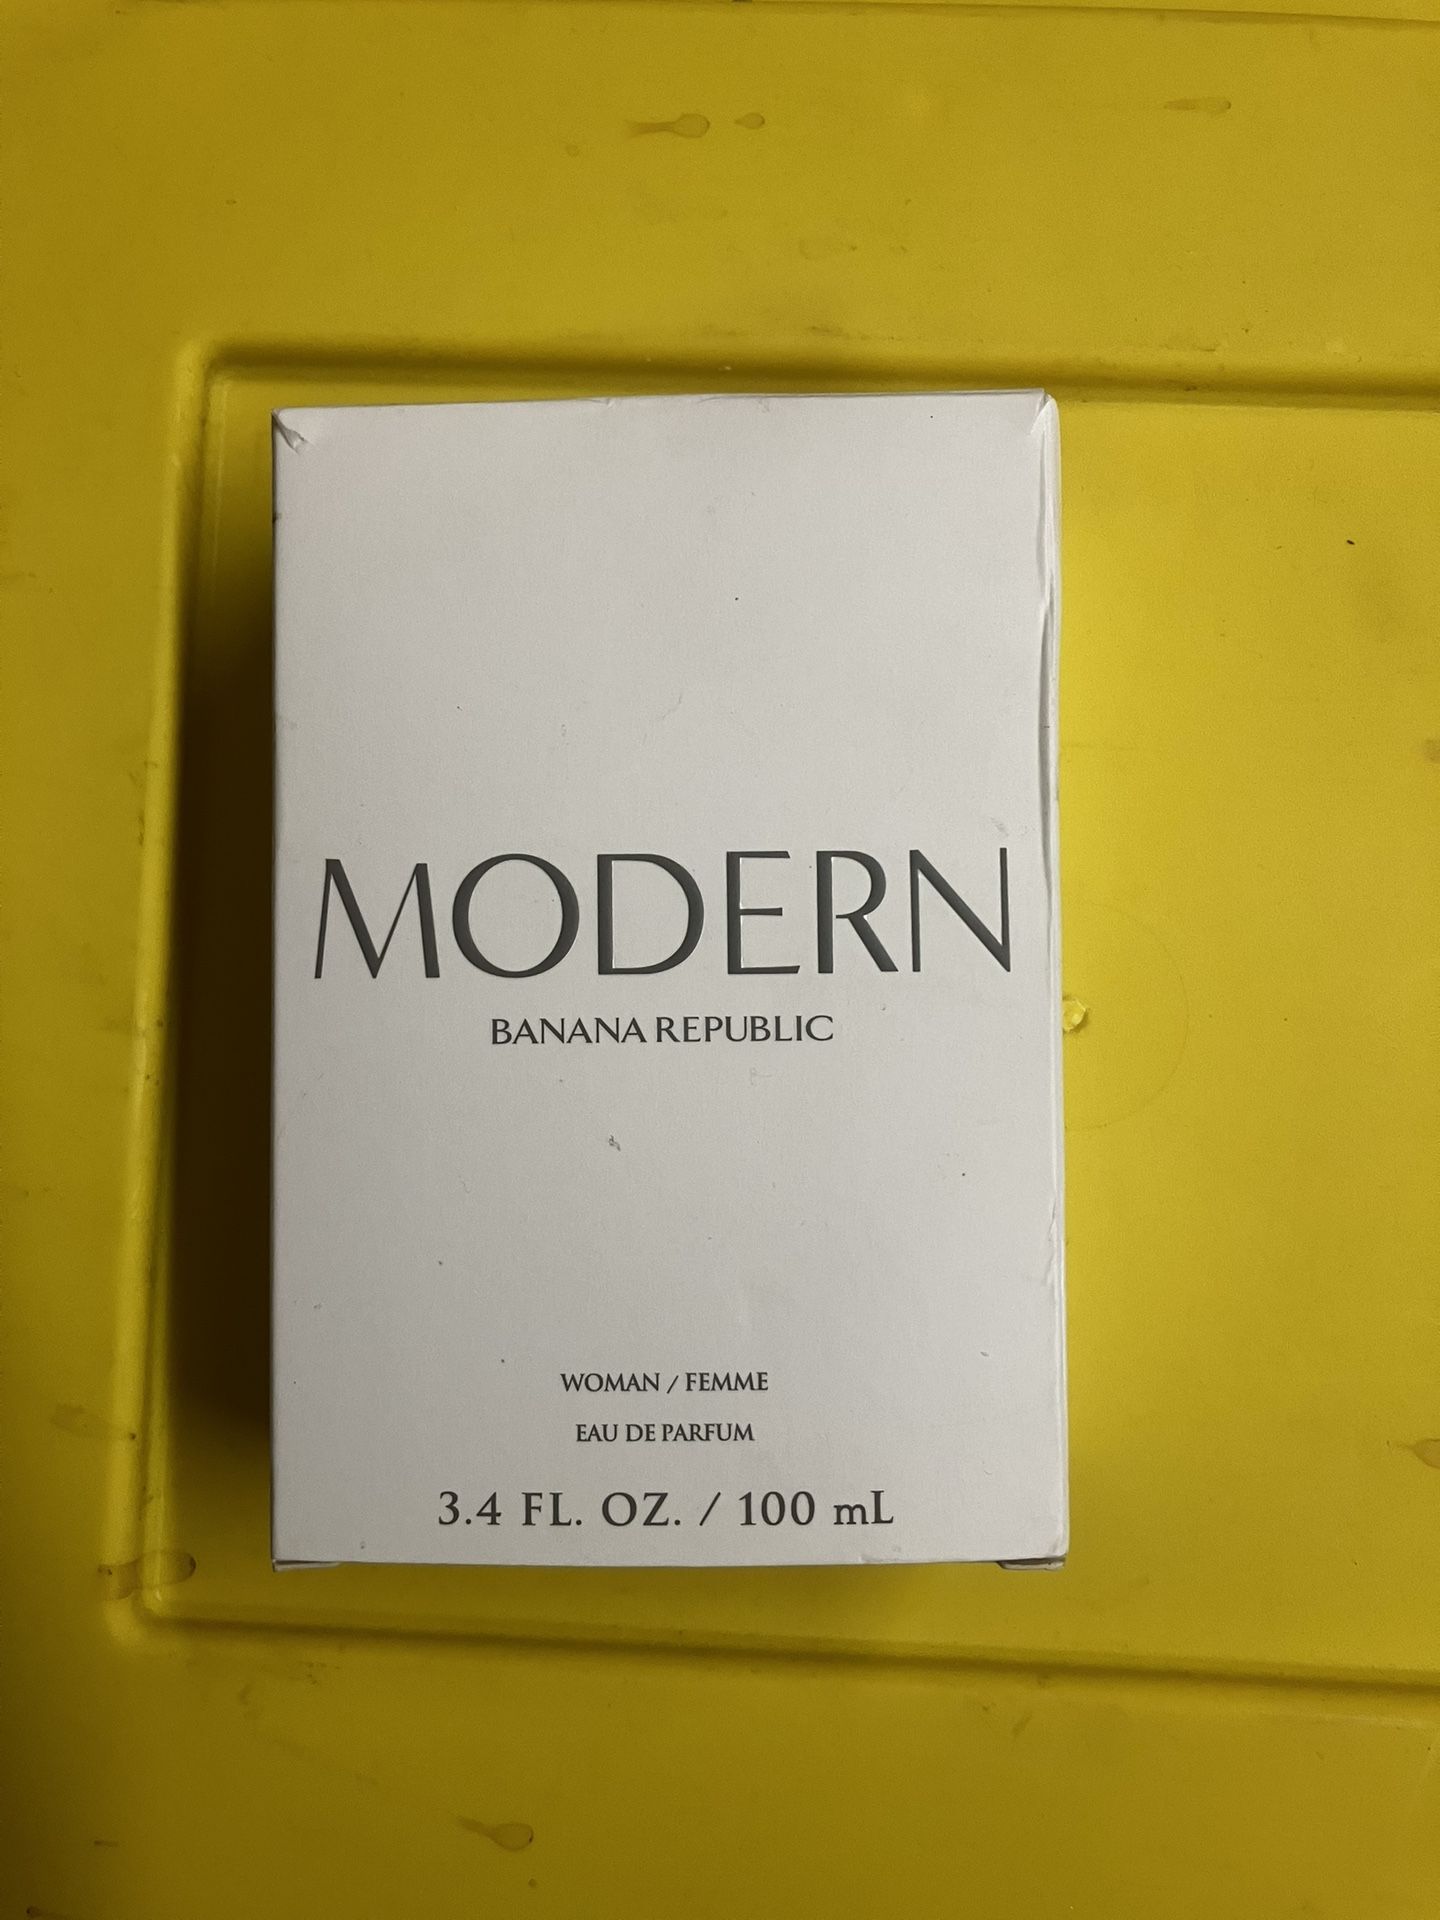 MODERN
BANANA REPUBLIC
WOMAN / FEMME
EAU DE PARFUM
3.4 FL. OZ. / 100 mL